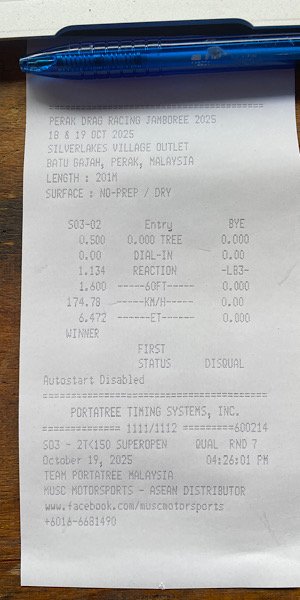 =====================================
PERAK DRAG RACING JAMBOREE 2025
18 & 19 OCT 2025
SILVERLAKES VILLAGE OUTLET
BATU GAJAH, PERAK, MALAYSIA
LENGTH : 201M
SURFACE : NO-PREP / DRY
S03-02 Entry BYE
0.500 0.000 TREE 0.000
0.00 DIAL-IN 0.00
1.134 REACTION -LB3-
1.600 -----60FT----- 0.000
174.78 -----KM/H----- 0.00
6.472 ------ET------ 0.000
WINNER
FIRST
STATUS DISQUAL
Autostart Disabled
=======================================
PORTATREE TIMING SYSTEMS, INC.
============= 1111/1112 =========600214
S03 - 2TK150 SUPEROPEN QUAL RND 7
October 19, 2025 04:26:01 PM
TEAM PORTATREE MALAYSIA
MUSC MOTORSPORTS - ASEAN DISTRIBUTOR
www.facebook.com/muscmotorsports
+6016-6681490